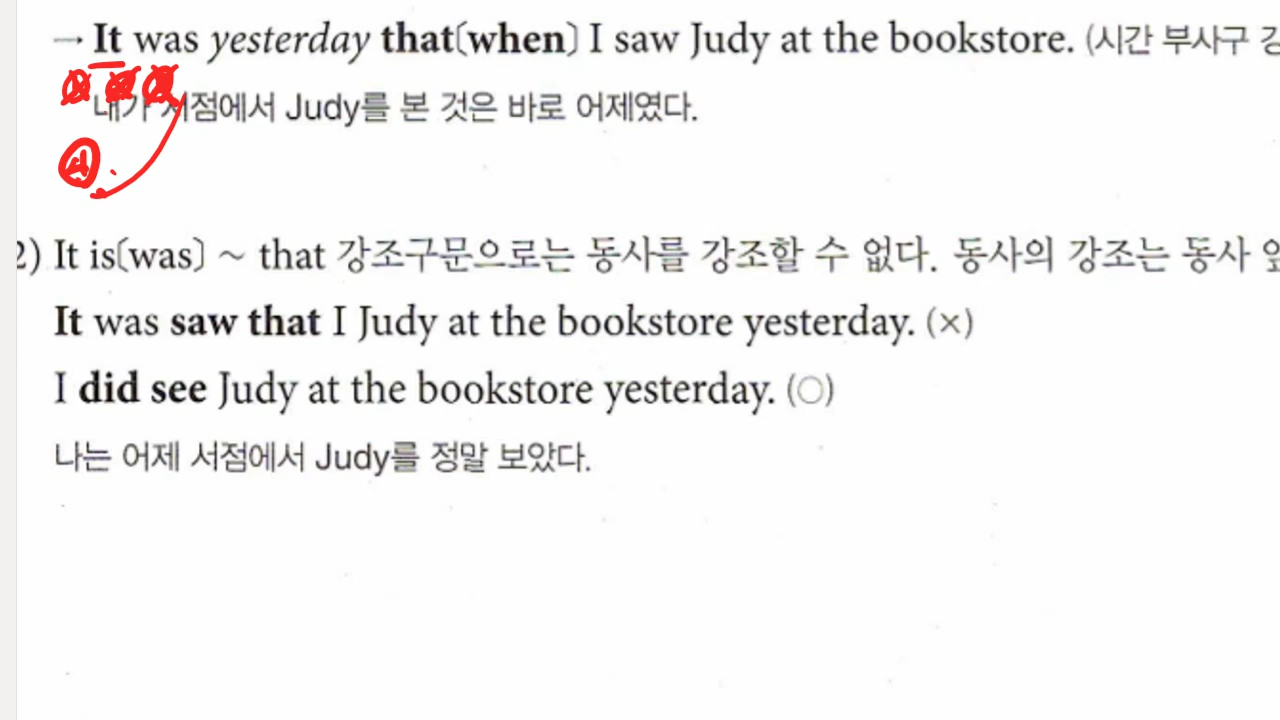 → It was yesterday that(when) I saw Judy at the bookstore. (시간 부사구
내가 서점에서 Judy를 본 것은 바로 어제였다.
2) It is(was) ~ that 강조구문으로는 동사를 강조할 수 없다. 동사의 강조는 동사
It was saw that I Judy at the bookstore yesterday. (×)
I did see Judy at the bookstore yesterday. (○)
나는 어제 서점에서 Judy를 정말 보았다.